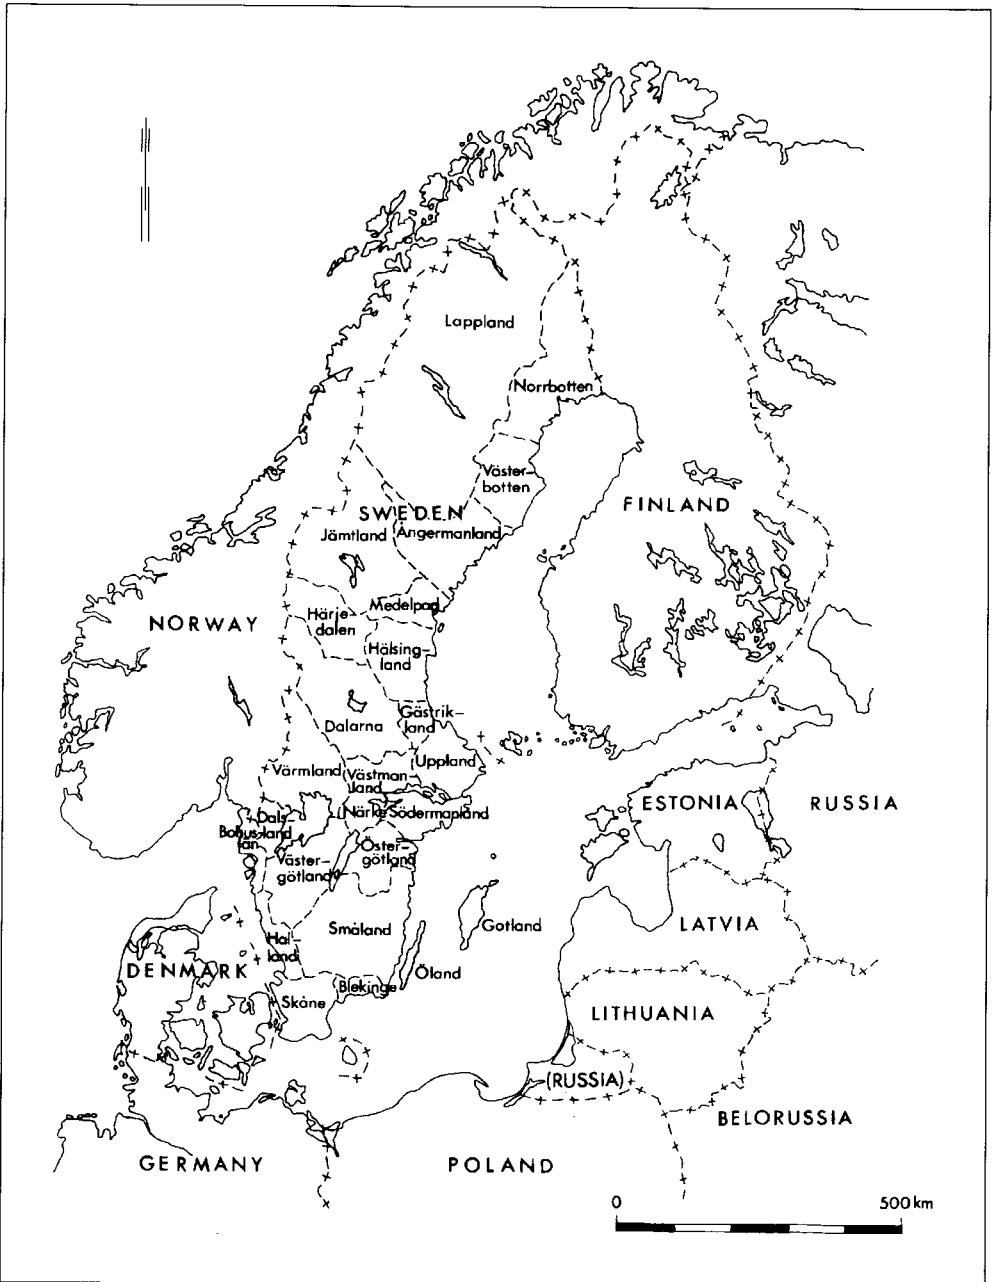 Lappland
Norrbotten
Väster-
botten
SWEDEN
FINLAND
Jämtland
Ångermanland
NORWAY
Härje-
dalen
Medelpad
Hälsing-
land
Dalarna
Gästrik-
land
Uppland
Värmland
Västman-
land
Närke
Södermanland
Dals-
land
Bohus-
län
Väster-
götland
Öster-
götland
ESTONIA
RUSSIA
Småland
Gotland
LATVIA
Hal-
land
DENMARK
Öland
Blekinge
Skåne
LITHUANIA
(RUSSIA)
BELORUSSIA
GERMANY
POLAND
0
500 km